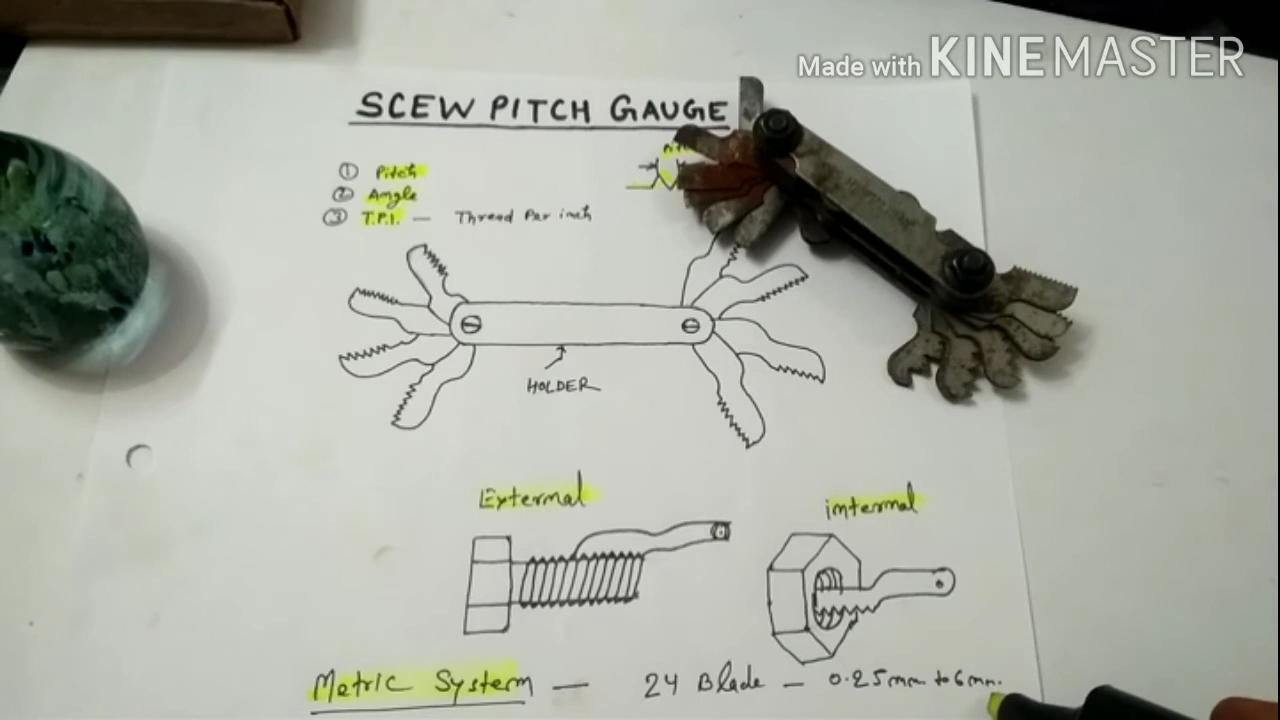 Made with KINEMASTER
SCEW PITCH GAUGE
① Pitch
② Angle
③ T.P.I. — Thread Per inch
HOLDER
External
internal
Metric System — 24 Blade — 0.25mm to 6mm.